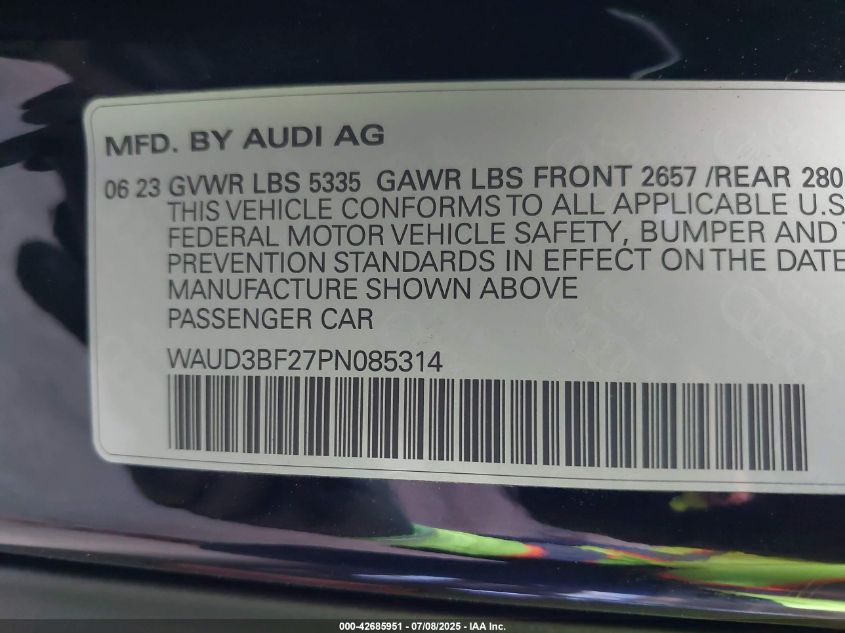 MFD. BY AUDI AG
06 23 GVWR LBS 5335 GAWR LBS FRONT 2657 /REAR 280
THIS VEHICLE CONFORMS TO ALL APPLICABLE U.S
FEDERAL MOTOR VEHICLE SAFETY, BUMPER AND T
PREVENTION STANDARDS IN EFFECT ON THE DATE
MANUFACTURE SHOWN ABOVE
PASSENGER CAR
WAUD3BF27PN085314
000-42685951 - 07/08/2025 - IAA Inc.